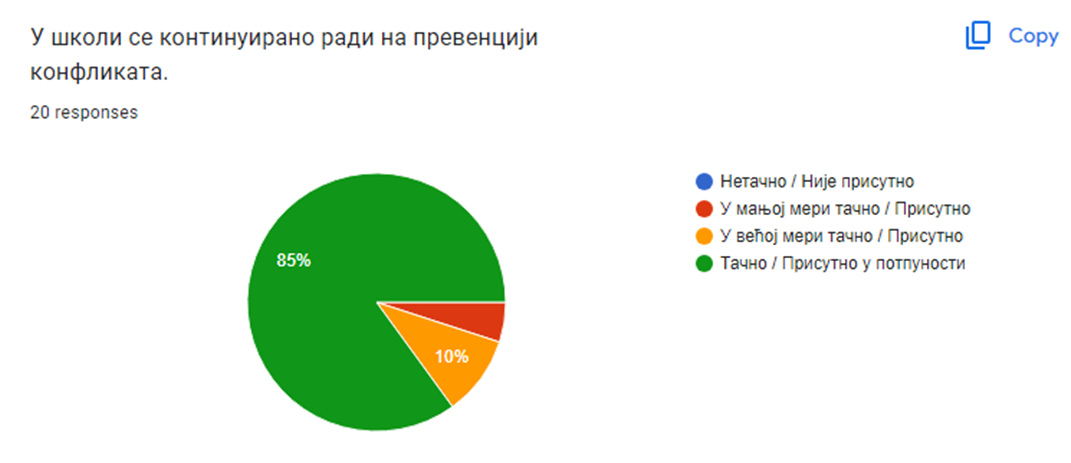 У школи се континуирано ради на превенцији
конфликата.
Copy
20 responses
85%
10%
Нетачно / Није присутно
У мањој мери тачно / Присутно
У већој мери тачно / Присутно
Тачно / Присутно у потпуности